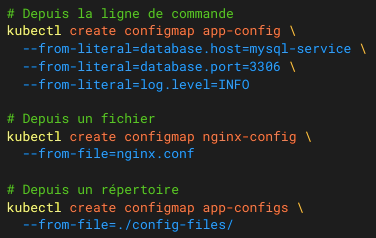 # Depuis la ligne de commande
kubectl create configmap app-config \
  --from-literal=database.host=mysql-service \
  --from-literal=database.port=3306 \
  --from-literal=log.level=INFO

# Depuis un fichier
kubectl create configmap nginx-config \
  --from-file=nginx.conf

# Depuis un répertoire
kubectl create configmap app-configs \
  --from-file=./config-files/